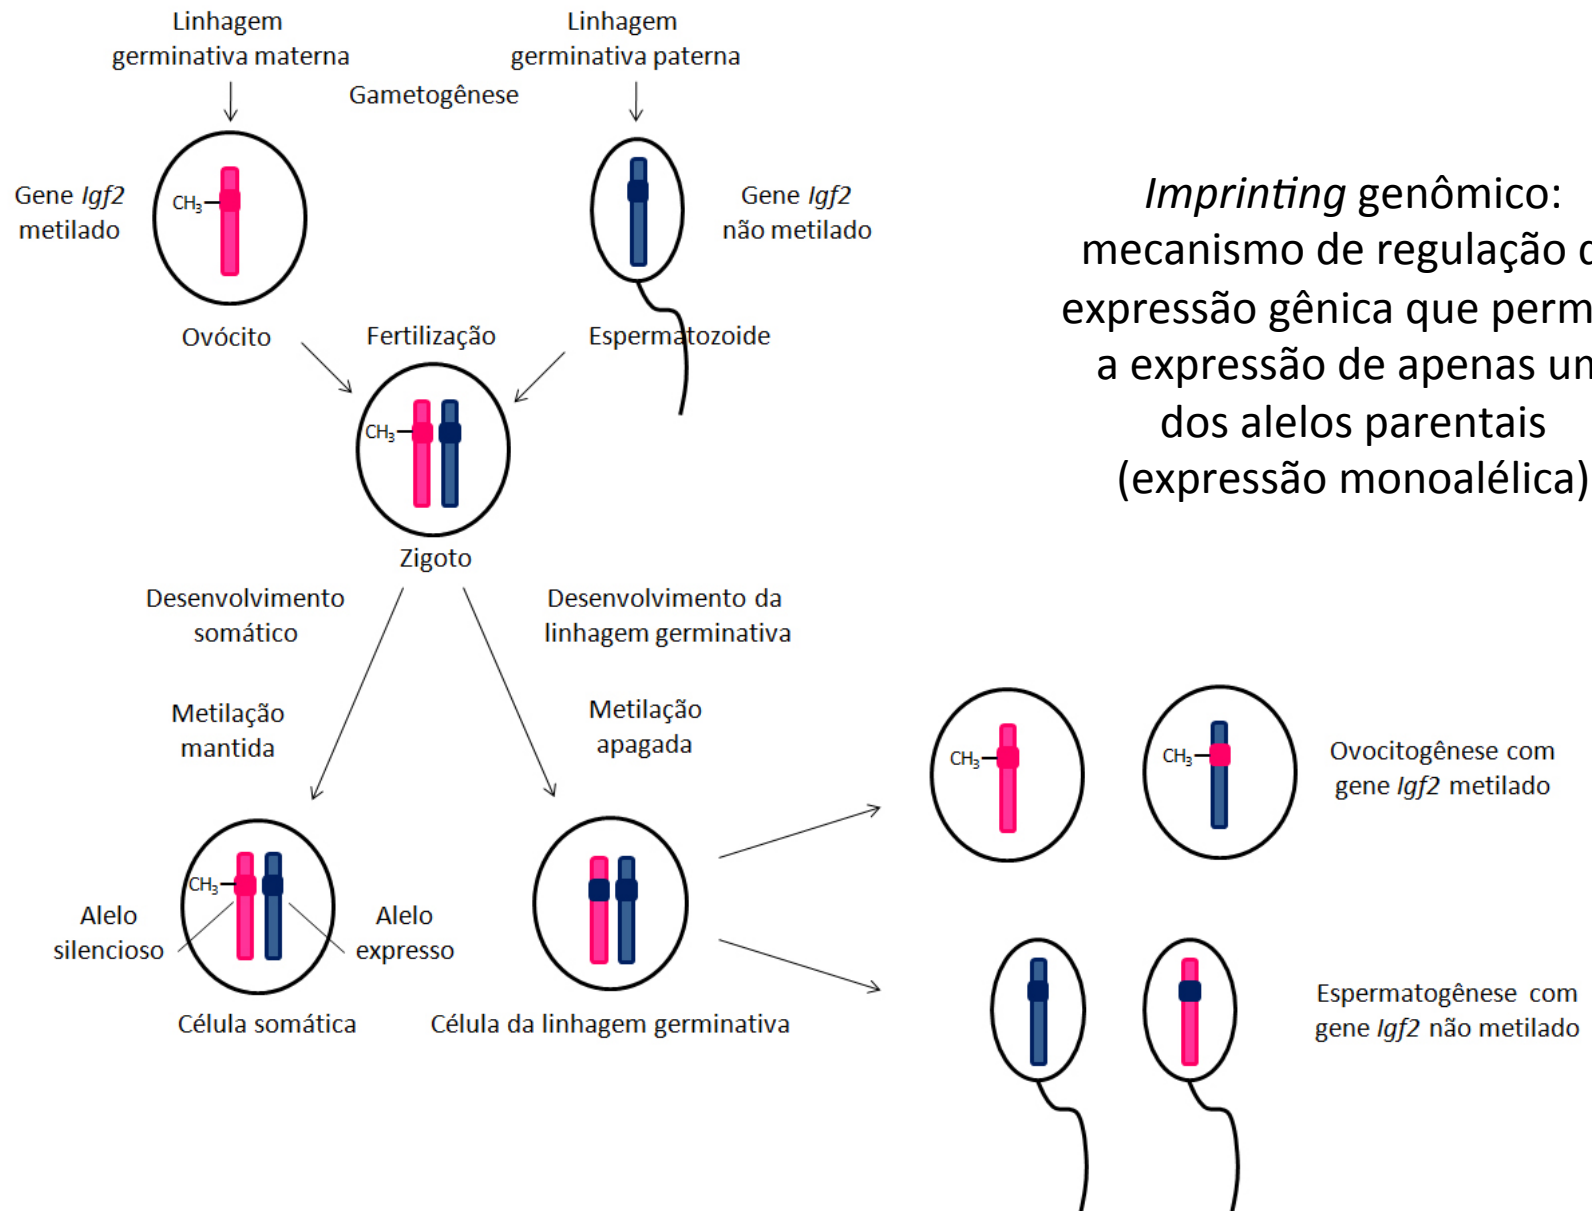 Linhagem
germinativa materna
Linhagem
germinativa paterna
Gametogênese
Gene Igf2
metilado
CH₃
Gene Igf2
não metilado
Imprinting genômico:
mecanismo de regulação
expressão gênica que
a expressão de apenas
dos alelos parentais
(expressão monoalélica)
Ovócito
Fertilização
Espermatozoide
CH₃
Zigoto
Desenvolvimento
somático
Desenvolvimento da
linhagem germinativa
Metilação
mantida
Metilação
apagada
CH₃
CH₃
Ovocitogênese com
gene Igf2 metilado
CH₃
Alelo
silencioso
Alelo
expresso
Célula somática
Célula da linhagem germinativa
Espermatogênese com
gene Igf2 não metilado